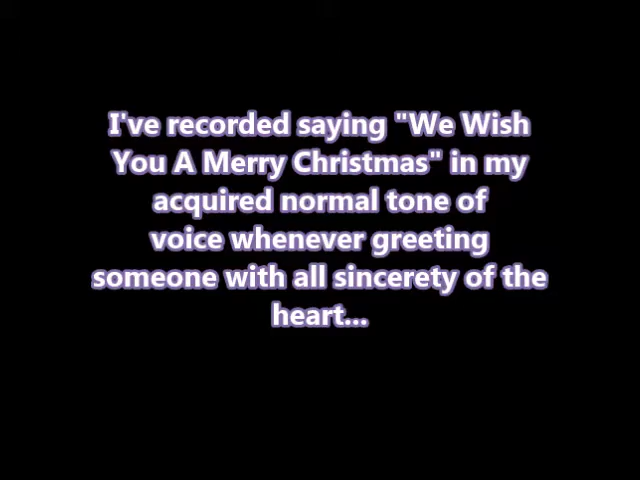 I've recorded saying "We Wish
You A Merry Christmas" in my
acquired normal tone of
voice whenever greeting
someone with all sincerety of the
heart...